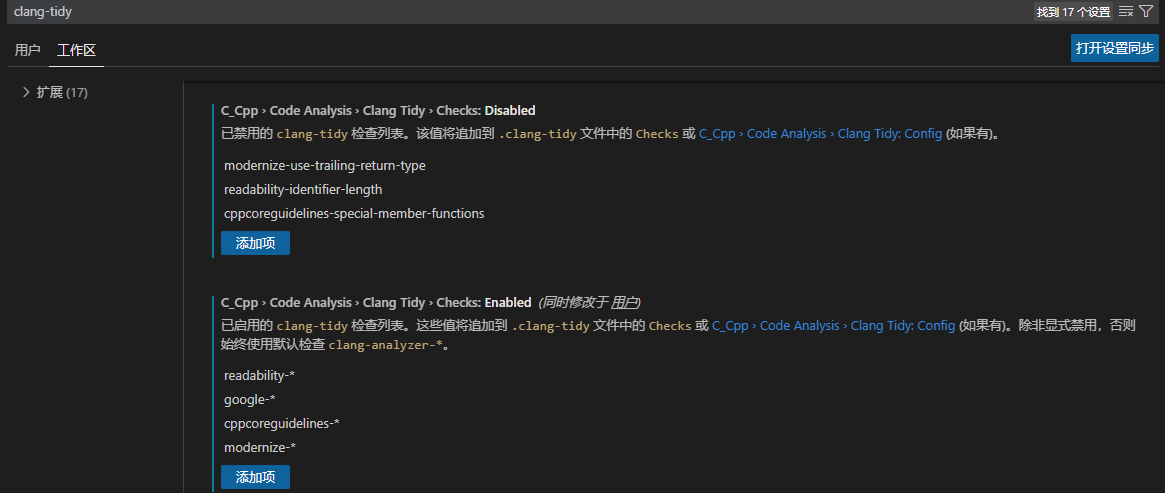 clang-tidy
找到 17 个设置
用户 工作区
打开设置同步
扩展 (17)
C_Cpp › Code Analysis › Clang Tidy › Checks: Disabled
已禁用的 clang-tidy 检查列表。该值将追加到 .clang-tidy 文件中的 Checks 或 C_Cpp › Code Analysis › Clang Tidy: Config (如果有)。
modernize-use-trailing-return-type
readability-identifier-length
cppcoreguidelines-special-member-functions
添加项
C_Cpp › Code Analysis › Clang Tidy › Checks: Enabled (同时修改于 用户)
已启用的 clang-tidy 检查列表。这些值将追加到 .clang-tidy 文件中的 Checks 或 C_Cpp › Code Analysis › Clang Tidy: Config (如果有)。除非显式禁用，否则
始终使用默认检查 clang-analyzer-*。
readability-*
google-*
cppcoreguidelines-*
modernize-*
添加项